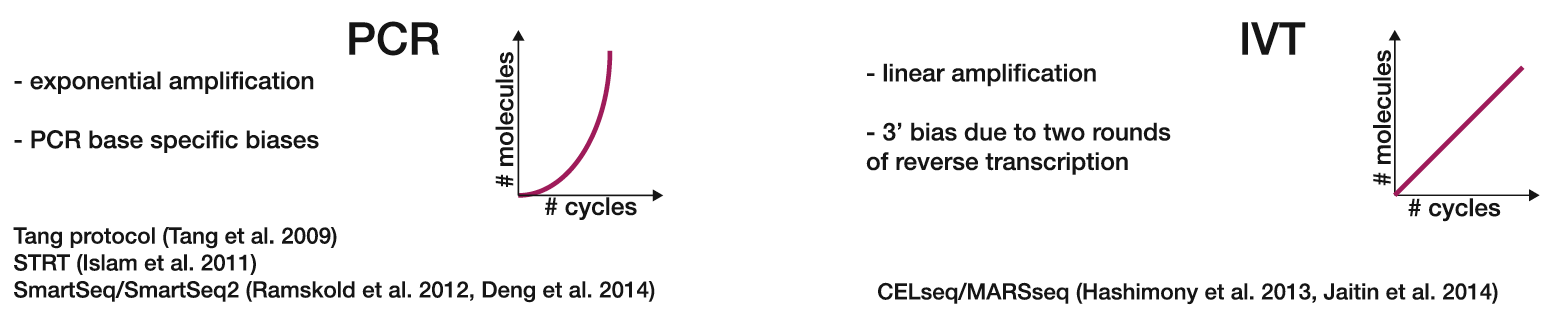 PCR
- exponential amplification
- PCR base specific biases
# molecules
# cycles
Tang protocol (Tang et al. 2009)
STRT (Islam et al. 2011)
SmartSeq/SmartSeq2 (Ramskold et al. 2012, Deng et al. 2014)
IVT
- linear amplification
- 3’ bias due to two rounds
of reverse transcription
# molecules
# cycles
CELseq/MARSseq (Hashimony et al. 2013, Jaitin et al. 2014)